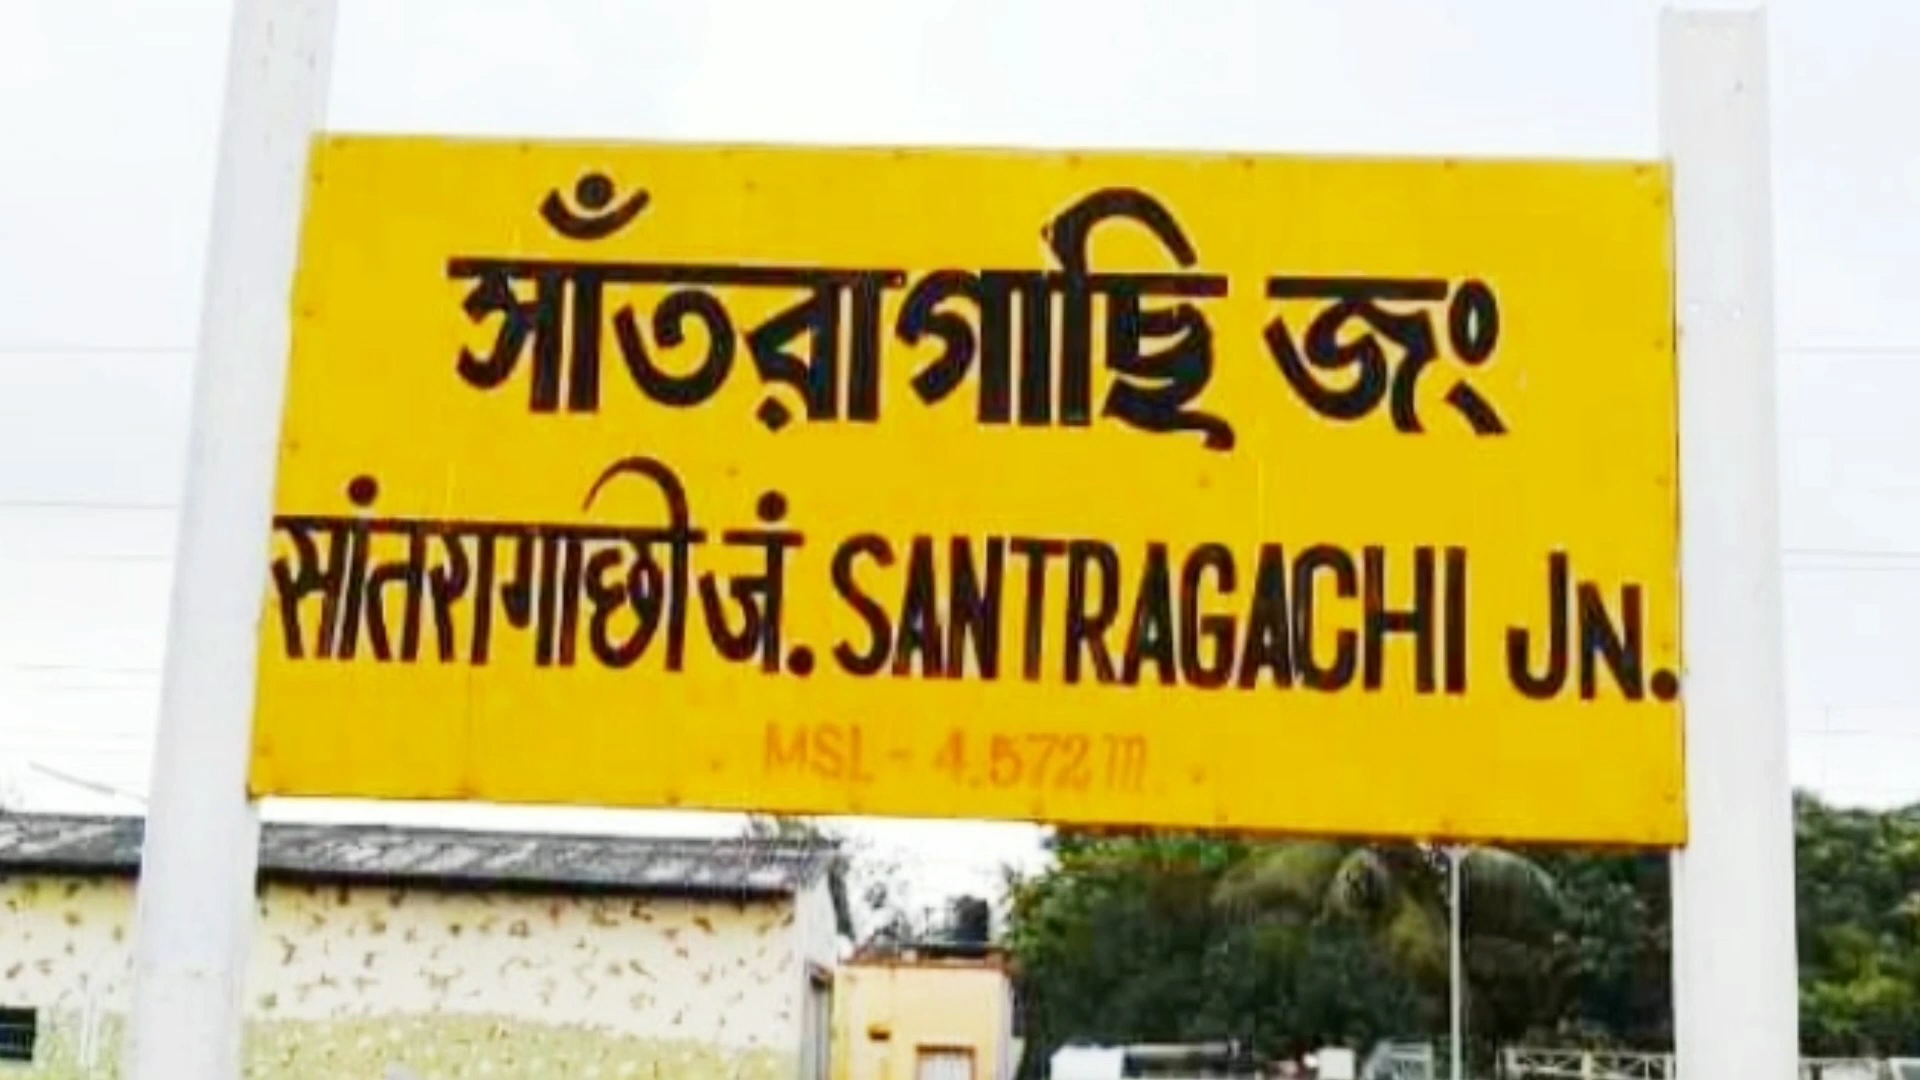 সাঁতরাগাছি জং
सांतरागाछी जं. SANTRAGACHI JN.
MSL - 4.572 m.